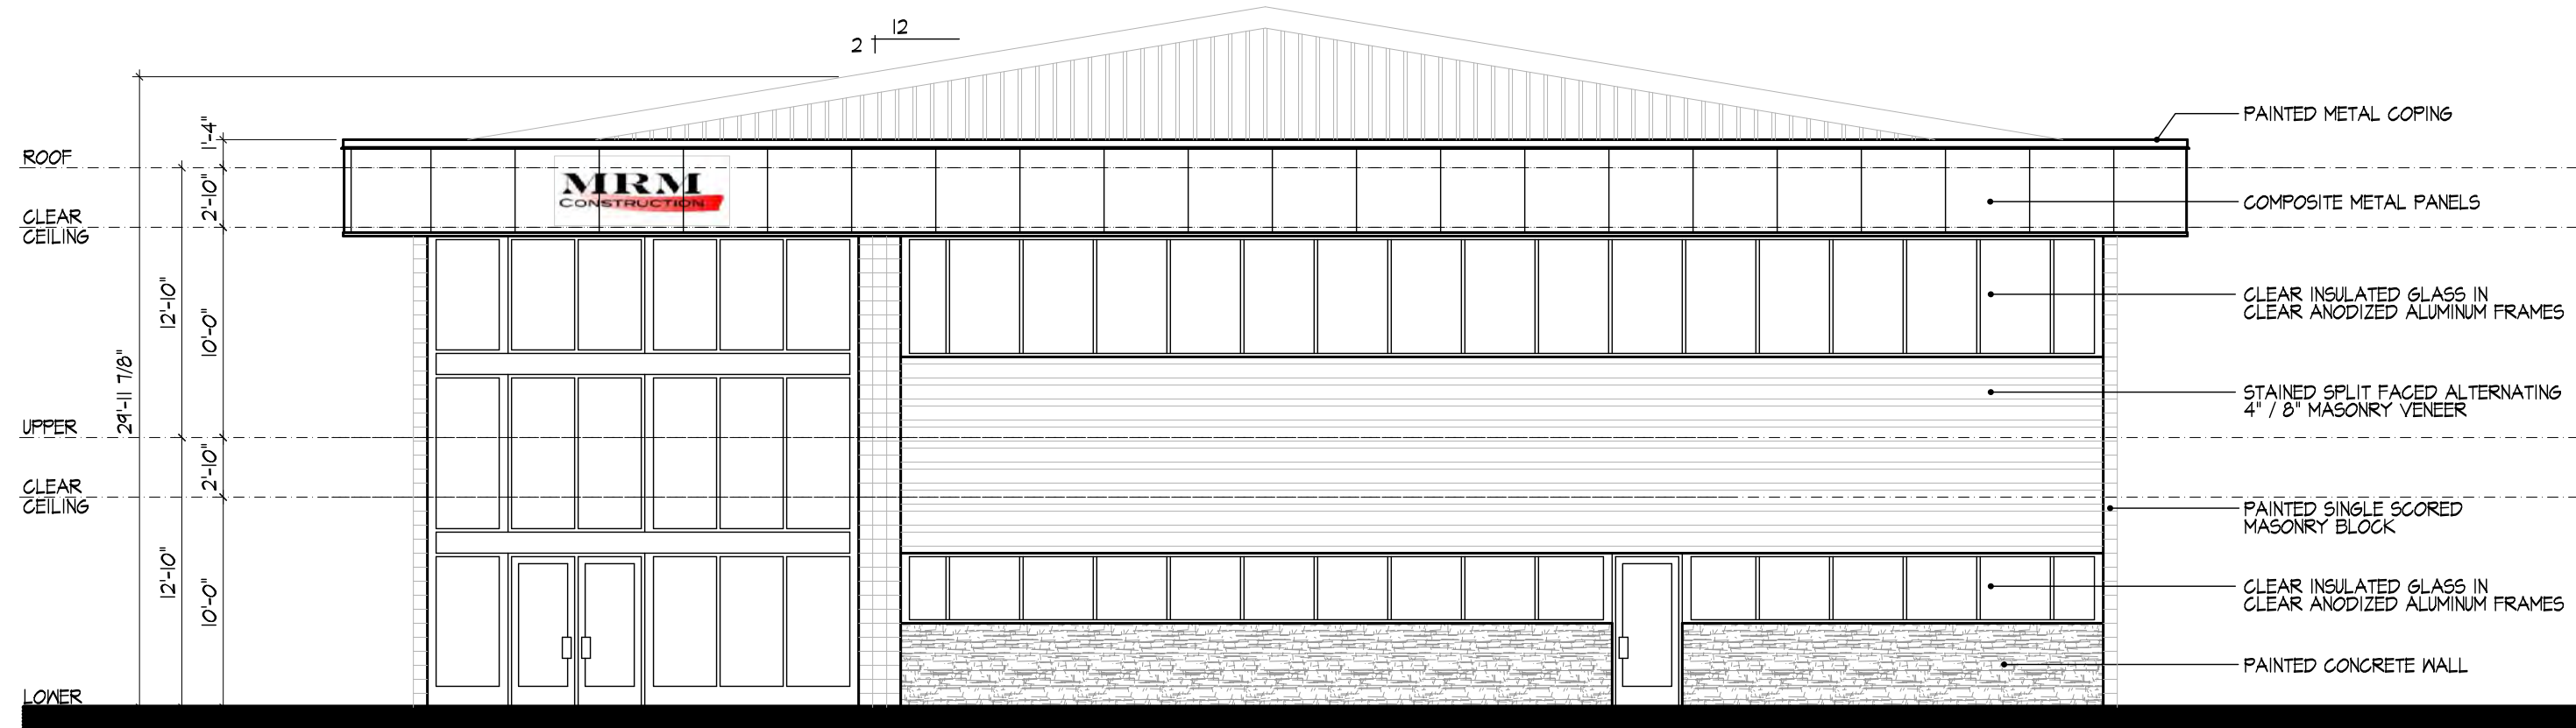 12
2
1'-4"
ROOF
2'-10"
CLEAR
CEILING
12'-10"
10'-0"
29'-11 7/8"
UPPER
2'-10"
CLEAR
CEILING
12'-10"
10'-0"
LOWER
MRM
CONSTRUCTION
PAINTED METAL COPING
COMPOSITE METAL PANELS
CLEAR INSULATED GLASS IN
CLEAR ANODIZED ALUMINUM FRAMES
STAINED SPLIT FACED ALTERNATING
4" / 8" MASONRY VENEER
PAINTED SINGLE SCORED
MASONRY BLOCK
CLEAR INSULATED GLASS IN
CLEAR ANODIZED ALUMINUM FRAMES
PAINTED CONCRETE WALL